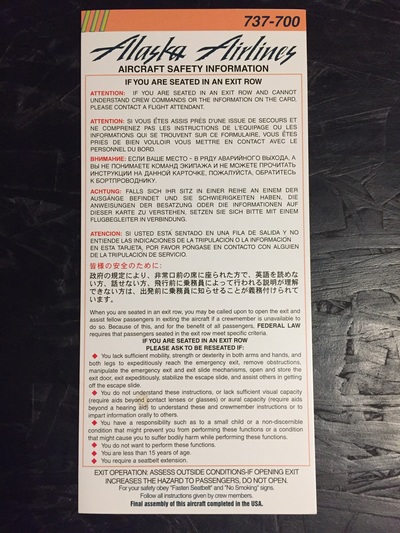 737-700
Alaska Airlines
AIRCRAFT SAFETY INFORMATION
IF YOU ARE SEATED IN AN EXIT ROW
ATTENTION: IF YOU ARE SEATED IN AN EXIT ROW AND CANNOT
UNDERSTAND CREW COMMANDS OR THE INFORMATION ON THE CARD,
PLEASE CONTACT A FLIGHT ATTENDANT.
ATTENTION: SI VOUS ÊTES ASSIS PRÉS D'UNE ISSUE DE SECOURS ET
NE COMPRENEZ PAS LES INSTRUCTIONS DE L'EQUIPAGE OU LES
INFORMATIONS QUI SE TROUVENT SUR CE FORMULAIRE, VOUS ÊTES
PRIES DE BIEN VOULOIR VOUS METTRE EN CONTACT AVEC LE
PERSONNEL DU BORD.
ВНИМАНИЕ: ЕСЛИ ВАШЕ МЕСТО - В РЯДУ АВАРИЙНОГО ВЫХОДА, А
ВЫ НЕ ПОНИМАЕТЕ КОМАНД ЭКИПАЖА И НЕ МОЖЕТЕ ПРОЧИТАТЬ
ИНСТРУКЦИИ НА ДАННОЙ КАРТОЧКЕ, ПОЖАЛУЙСТА, ОБРАТИТЕСЬ
К БОРТПРОВОДНИКУ.
ACHTUNG: FALLS SICH IHR SITZ IN EINER REIHE AN EINEM DER
AUSGÄNGE BEFINDET UND SIE SCHWIERIGKEITEN HABEN, DIE
ANWEISUNGEN DER BESATZUNG ODER DIE INFORMATIONEN AUF
DIESER KARTE ZU VERSTEHEN, SETZEN SIE SICH BITTE MIT EINEM
FLUGBEGLEITER IN VERBINDUNG.
ATENCION: SI USTED ESTÁ SENTADO EN UNA FILA DE SALIDA Y NO
ENTIENDE LAS INDICACIONES DE LA TRIPULACIÓN O LA INFORMACION
EN ESTA TARJETA, POR FAVOR PONGASE EN CONTACTO CON ALGUIEN
DE LA TRIPULACIÓN DE SERVICIO.
皆様の安全のために:
政府の規定により、非常口前の席に座られた方で、英語を読めな
い方、話せない方、飛行前に乗務員によって行われる説明が理解
できない方は、出発前に乗務員に知らせることが義務付けられて
います。
When you are seated in an exit row, you may be called upon to open the exit and
assist fellow passengers in exiting the aircraft if a crewmember is unavailable to
do so. Because of this, and for the benefit of all passengers, FEDERAL LAW
requires that passengers seated in the exit row meet specific criteria.
IF YOU ARE SEATED IN AN EXIT ROW
PLEASE ASK TO BE RESEATED IF:
◆ You lack sufficient mobility, strength or dexterity in both arms and hands, and
both legs to expeditiously reach the emergency exit, remove obstructions,
manipulate the emergency exit and exit slide mechanisms, open and store the
exit door, exit expeditiously, stabilize the escape slide, and assist others in getting
off the escape slide.
◆ You do not understand these instructions, or lack sufficient visual capacity
(require aids beyond contact lenses or glasses) or aural capacity (require aids
beyond a hearing aid) to understand these and crewmember instructions or to
impart information orally to others.
◆ You have a responsibility such as to a small child or a non-discernible
condition that might prevent you from performing these functions or a condition
that might cause you to suffer bodily harm while performing these functions.
◆ You do not want to perform these functions.
◆ You are less than 15 years of age.
◆ You require a seatbelt extension.
EXIT OPERATION: ASSESS OUTSIDE CONDITIONS-IF OPENING EXIT
INCREASES THE HAZARD TO PASSENGERS, DO NOT OPEN.
For your safety obey "Fasten Seatbelt" and "No Smoking" signs.
Follow all instructions given by crew members.
Final assembly of this aircraft completed in the USA.